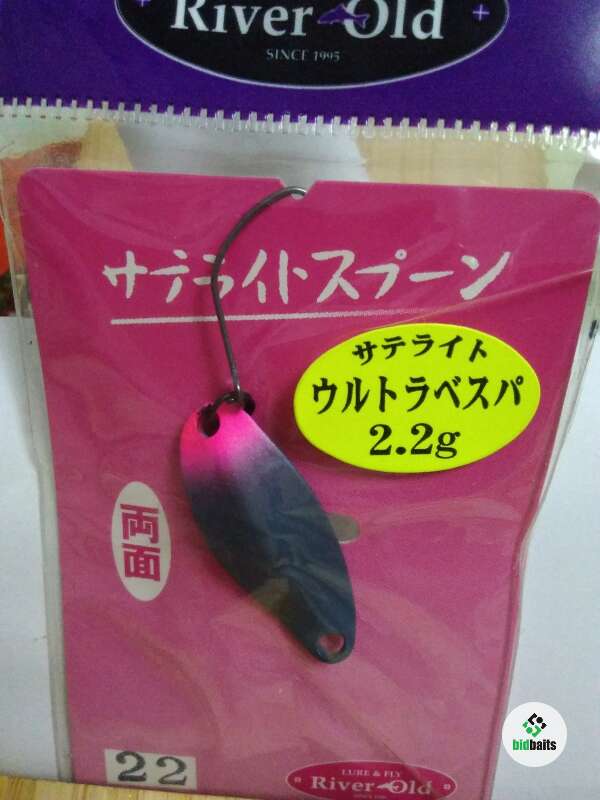 River Old
SINCE 1995
サテライトスプーン
サテライト
ウルトラベスパ
2.2g
両面
22
LURE & FLY
River Old
bidbaits